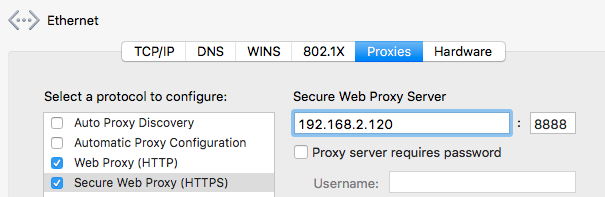 Ethernet
TCP/IP DNS WINS 802.1X Proxies Hardware
Select a protocol to configure:
Auto Proxy Discovery
Automatic Proxy Configuration
Web Proxy (HTTP)
Secure Web Proxy (HTTPS)
Secure Web Proxy Server
192.168.2.120 : 8888
Proxy server requires password
Username: